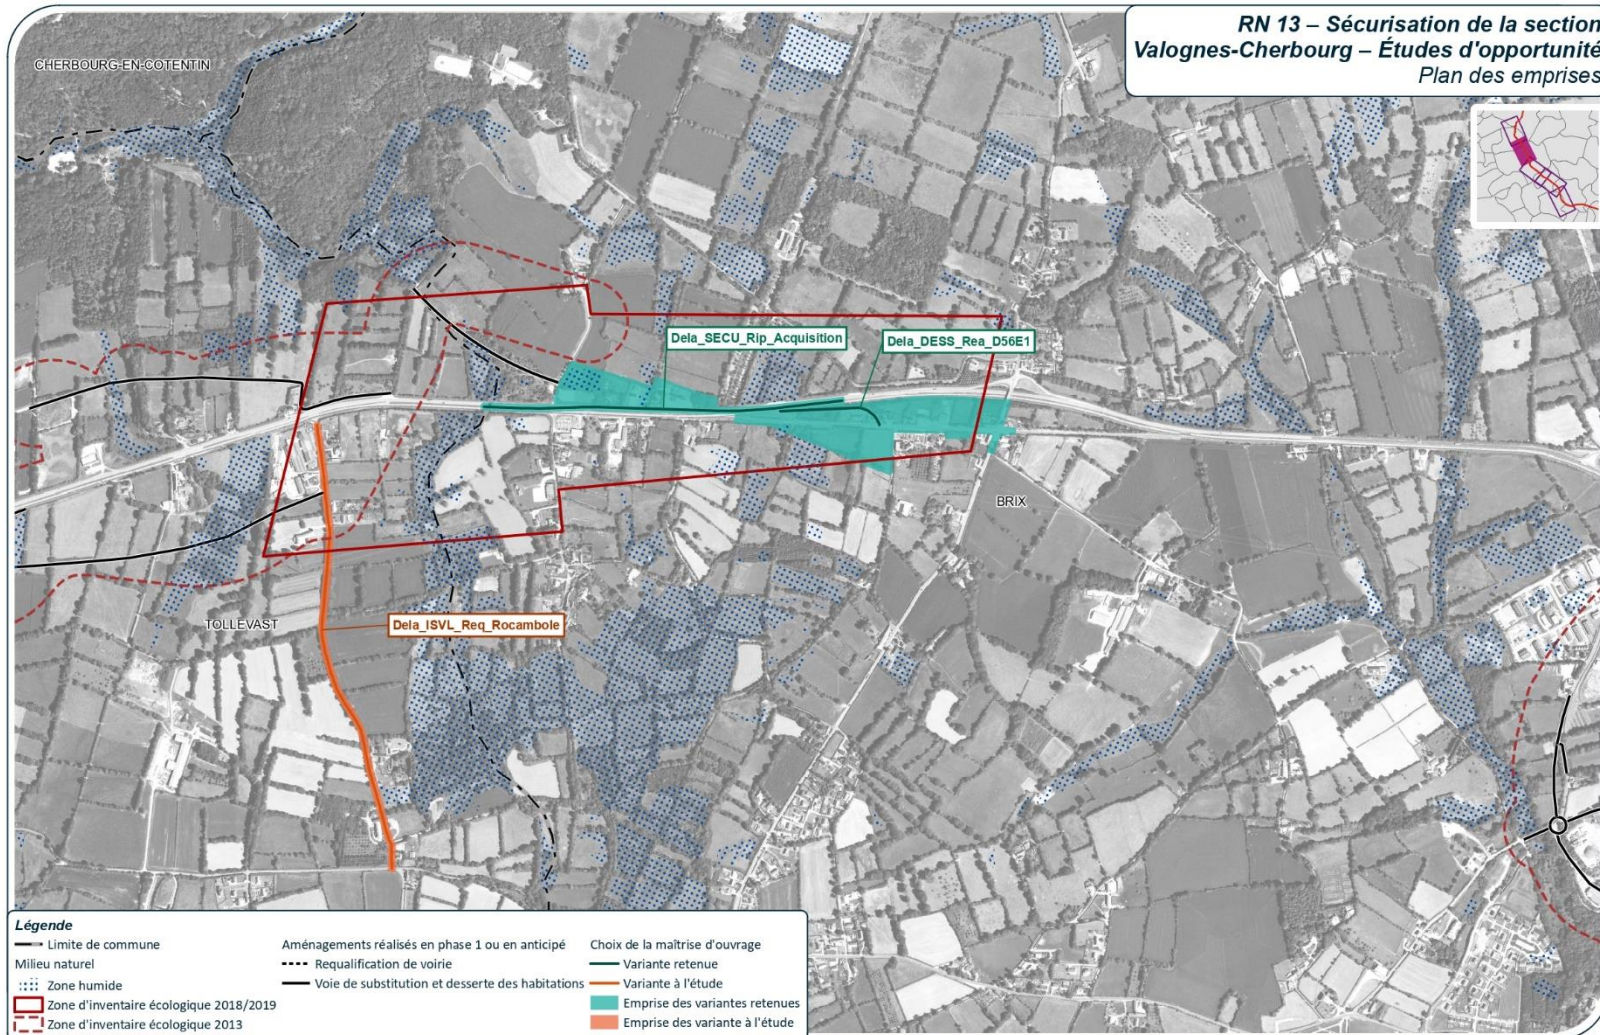 RN 13 – Sécurisation de la section
Valognes-Cherbourg – Études d'opportunité
Plan des emprises
CHERBOURG-EN-COTENTIN
Dela_SECU_Rip_Acquisition
Dela_DESS_Rea_D56E1
BRIX
TOLLEVAST
Dela_ISVL_Req_Rocambole
Légende
Limite de commune
Milieu naturel
Zone humide
Zone d'inventaire écologique 2018/2019
Zone d'inventaire écologique 2013
Aménagements réalisés en phase 1 ou en anticipé
Requalification de voirie
Voie de substitution et desserte des habitations
Choix de la maîtrise d'ouvrage
Variante retenue
Variante à l'étude
Emprise des variantes retenues
Emprise des variante à l'étude